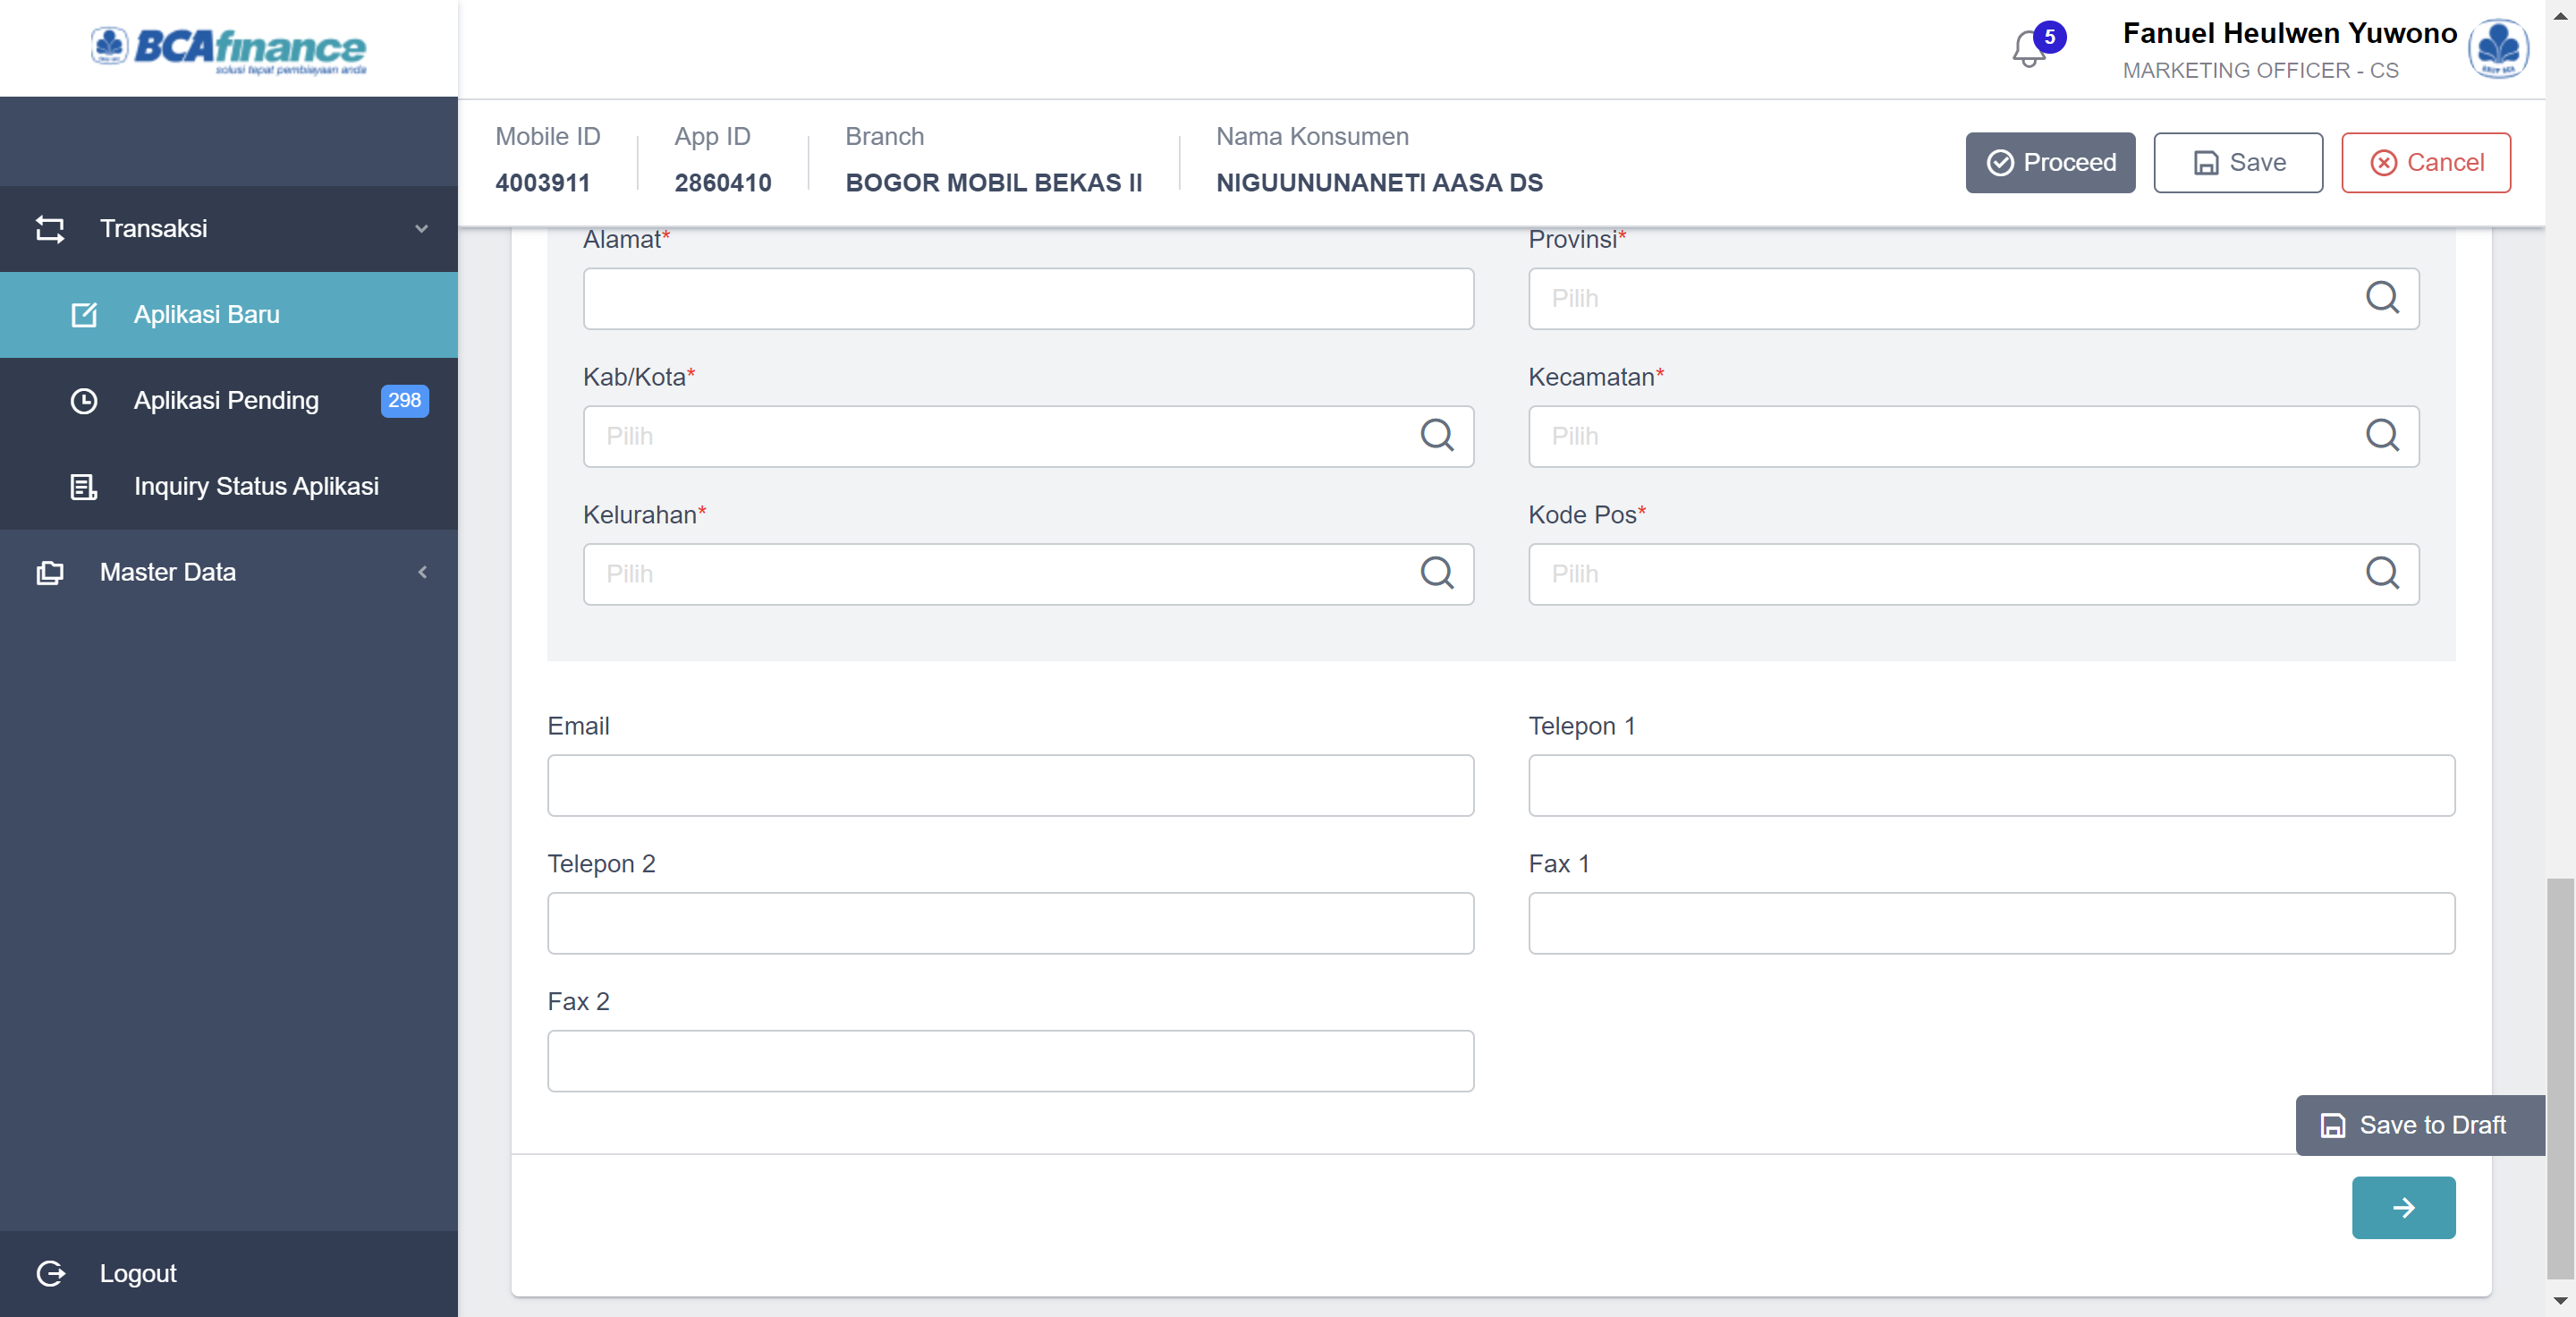 BCAfinance
solusi tepat pembiayaan anda
5
Fanuel Heulwen Yuwono
MARKETING OFFICER - CS
Mobile ID
4003911
App ID
2860410
Branch
BOGOR MOBIL BEKAS II
Nama Konsumen
NIGUUNUNANETI AASA DS
Proceed
Save
Cancel
Transaksi
Aplikasi Baru
Aplikasi Pending 298
Inquiry Status Aplikasi
Master Data
Logout
Alamat*
Provinsi*
Pilih
Kab/Kota*
Pilih
Kecamatan*
Pilih
Kelurahan*
Pilih
Kode Pos*
Pilih
Email
Telepon 1
Telepon 2
Fax 1
Fax 2
Save to Draft